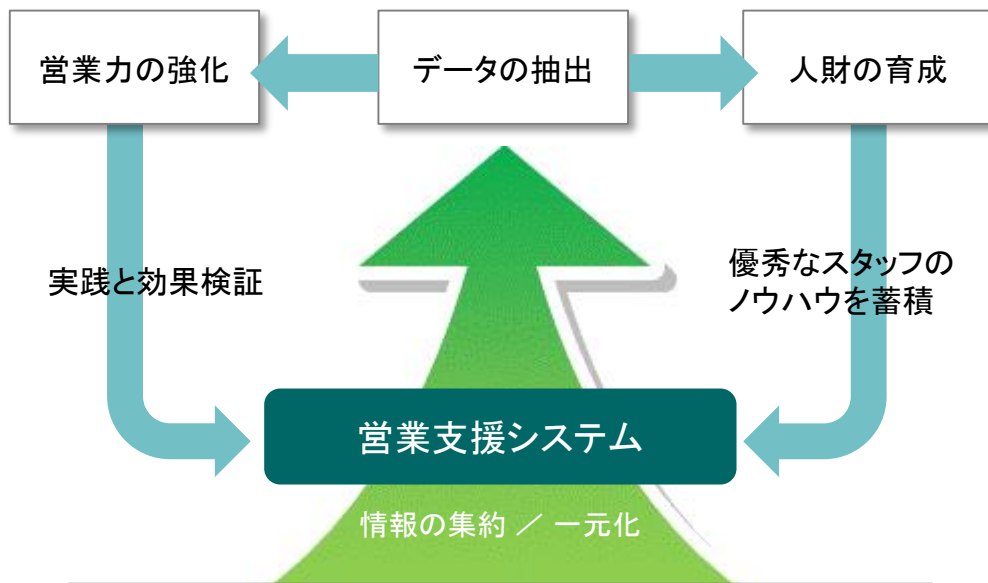 営業力の強化
データの抽出
人財の育成
実践と効果検証
優秀なスタッフの
ノウハウを蓄積
営業支援システム
情報の集約 ／ 一元化